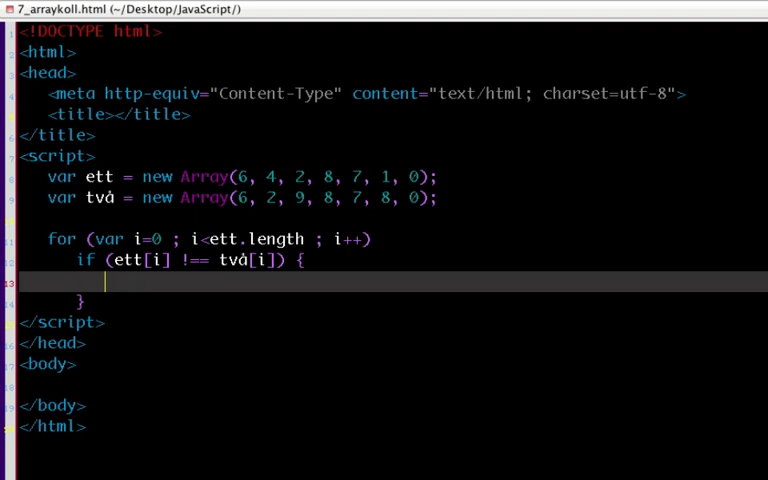 7_arraykoll.html (~/Desktop/JavaScript/)
1 <!DOCTYPE html>
2 <html>
3 <head>
4 <meta http-equiv="Content-Type" content="text/html; charset=utf-8">
5 <title></title>
6 </title>
7 <script>
8 var ett = new Array(6, 4, 2, 8, 7, 1, 0);
9 var två = new Array(6, 2, 9, 8, 7, 8, 0);
10
11 for (var i=0 ; i<ett.length ; i++)
12 if (ett[i] !== två[i]) {
13
14 }
15 </script>
16 </head>
17 <body>
18
19 </body>
20 </html>